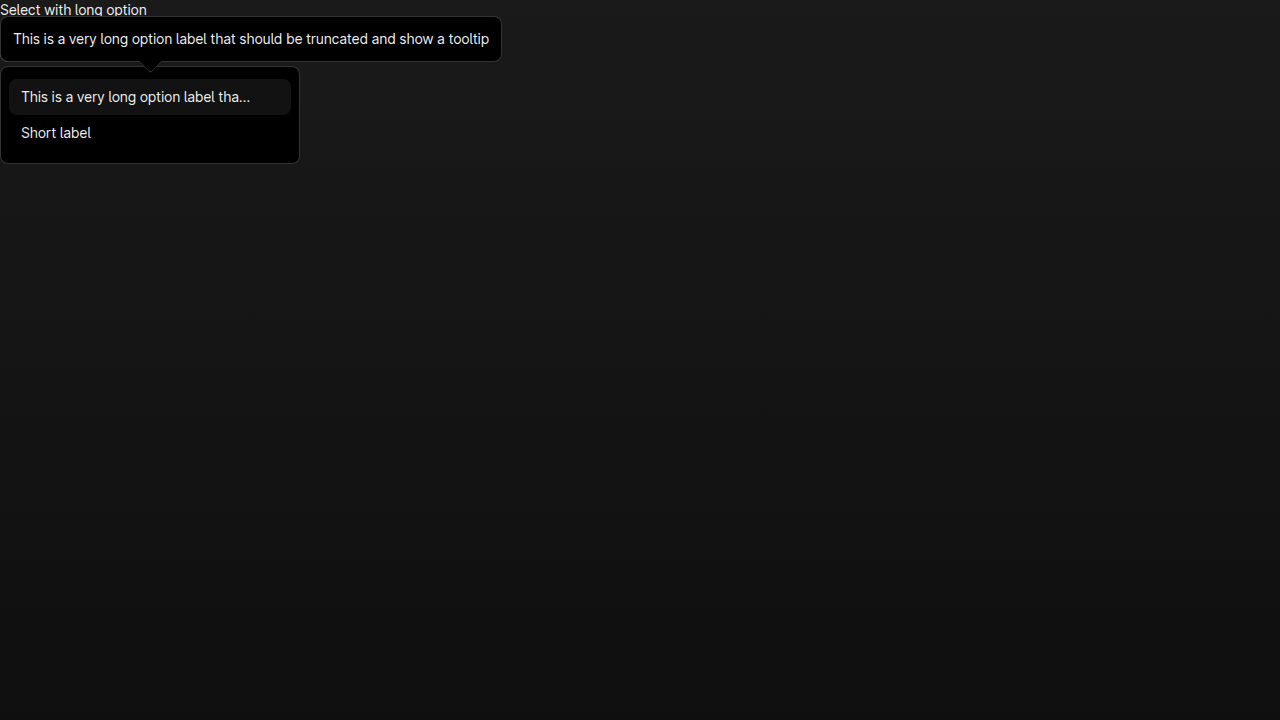 Select with long option
This is a very long option label that should be truncated and show a tooltip
This is a very long option label tha...
Short label